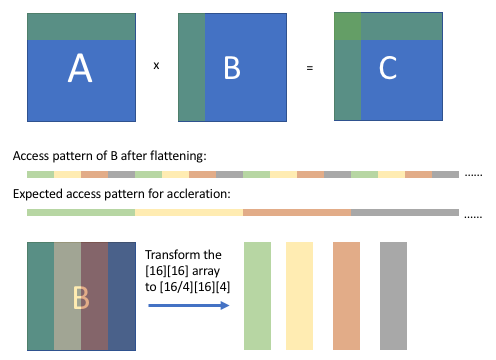 A x B = C
Access pattern of B after flattening:
......
Expected access pattern for accleration:
......
B
Transform the
[16][16] array
to [16/4][16][4]